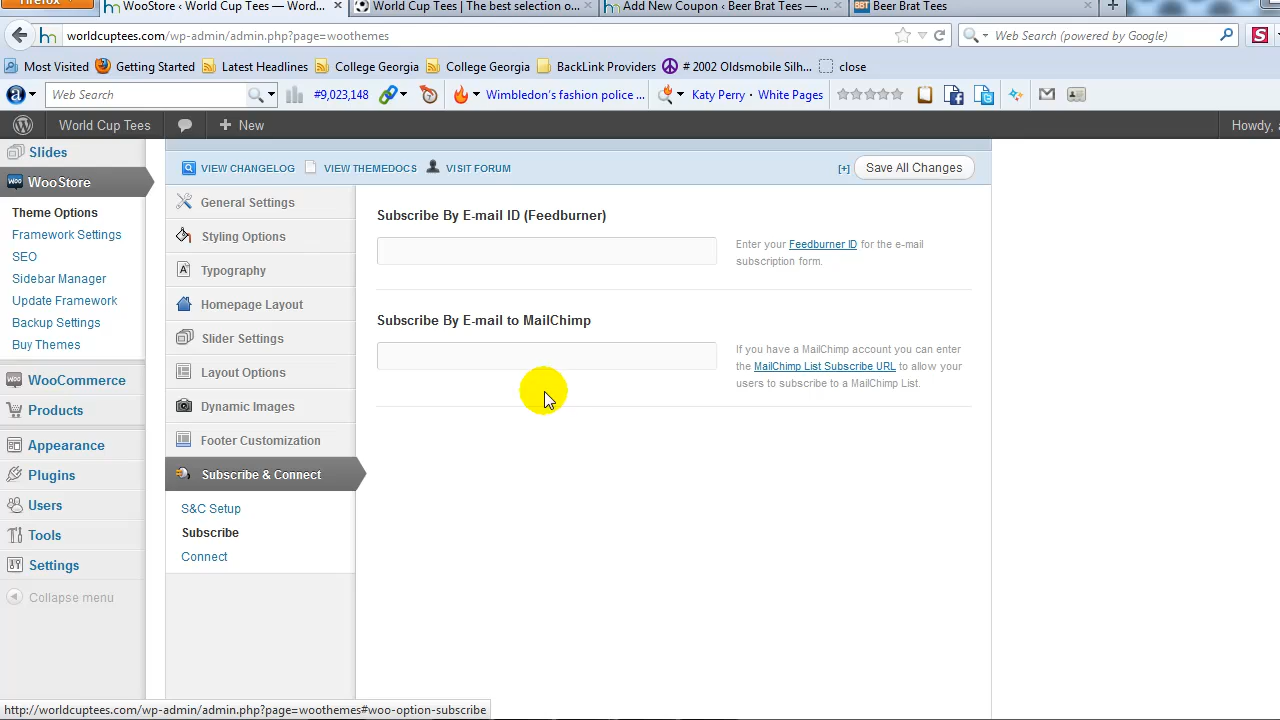 Firefox
WooStore ‹ World Cup Tees — Word... ×
World Cup Tees | The best selection o... ×
Add New Coupon ‹ Beer Brat Tees — ... ×
Beer Brat Tees ×
worldcuptees.com/wp-admin/admin.php?page=woothemes
Web Search (powered by Google)
Most Visited Getting Started Latest Headlines College Georgia College Georgia BackLink Providers # 2002 Oldsmobile Silh... close
Web Search #9,023,148 Wimbledon's fashion police ... Katy Perry · White Pages
World Cup Tees + New Howdy,
Slides
WooStore
Theme Options
Framework Settings
SEO
Sidebar Manager
Update Framework
Backup Settings
Buy Themes
WooCommerce
Products
Appearance
Plugins
Users
Tools
Settings
Collapse menu
VIEW CHANGELOG VIEW THEMEDOCS VISIT FORUM [+] Save All Changes
General Settings
Styling Options
Typography
Homepage Layout
Slider Settings
Layout Options
Dynamic Images
Footer Customization
Subscribe & Connect
S&C Setup
Subscribe
Connect
Subscribe By E-mail ID (Feedburner)
Enter your Feedburner ID for the e-mail
subscription form.
Subscribe By E-mail to MailChimp
If you have a MailChimp account you can enter
the MailChimp List Subscribe URL to allow your
users to subscribe to a MailChimp List.
http://worldcuptees.com/wp-admin/admin.php?page=woothemes#woo-option-subscribe